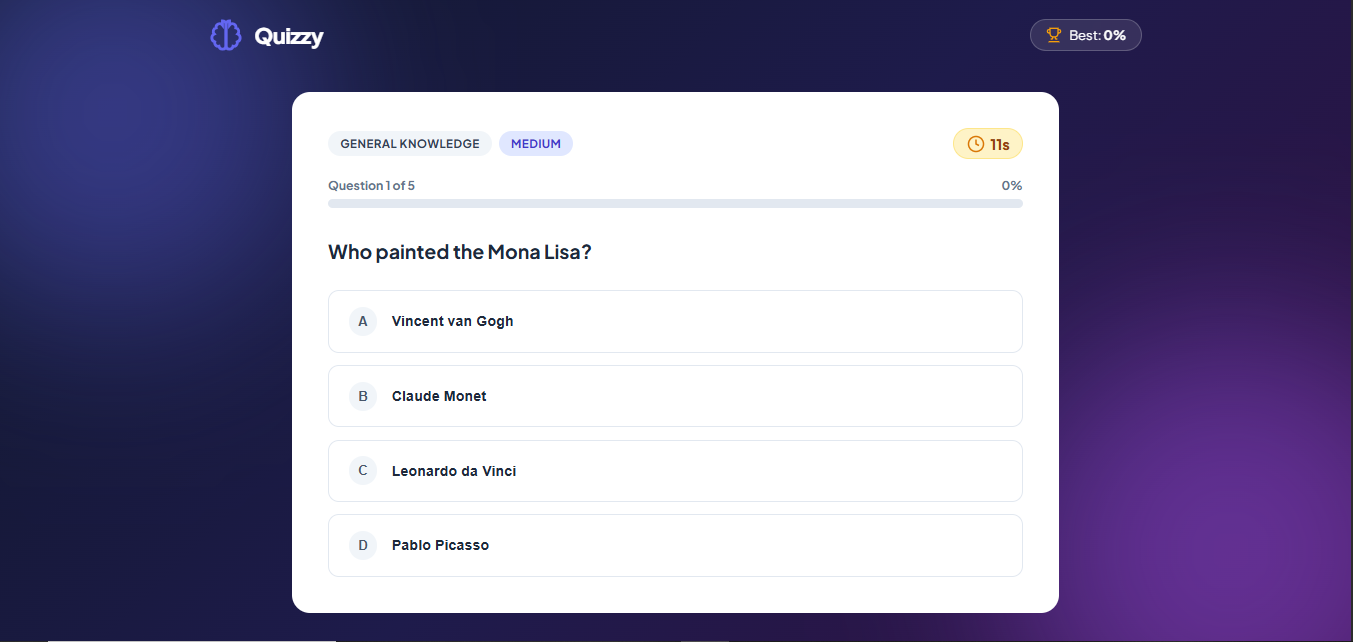 Quizzy
Best: 0%
GENERAL KNOWLEDGE MEDIUM 11s
Question 1 of 5 0%
Who painted the Mona Lisa?
A Vincent van Gogh
B Claude Monet
C Leonardo da Vinci
D Pablo Picasso